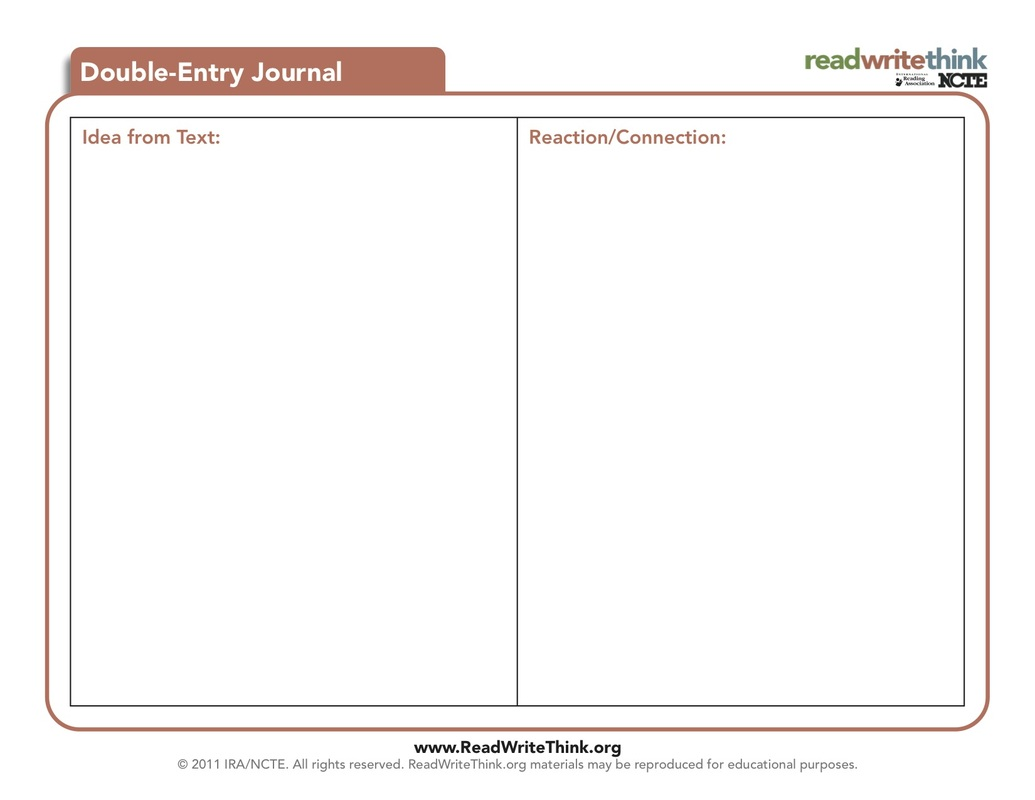 Double-Entry Journal
readwritethink
INTERNATIONAL
Reading
Association
NCTE
Idea from Text:
Reaction/Connection:
www.ReadWriteThink.org
© 2011 IRA/NCTE. All rights reserved. ReadWriteThink.org materials may be reproduced for educational purposes.